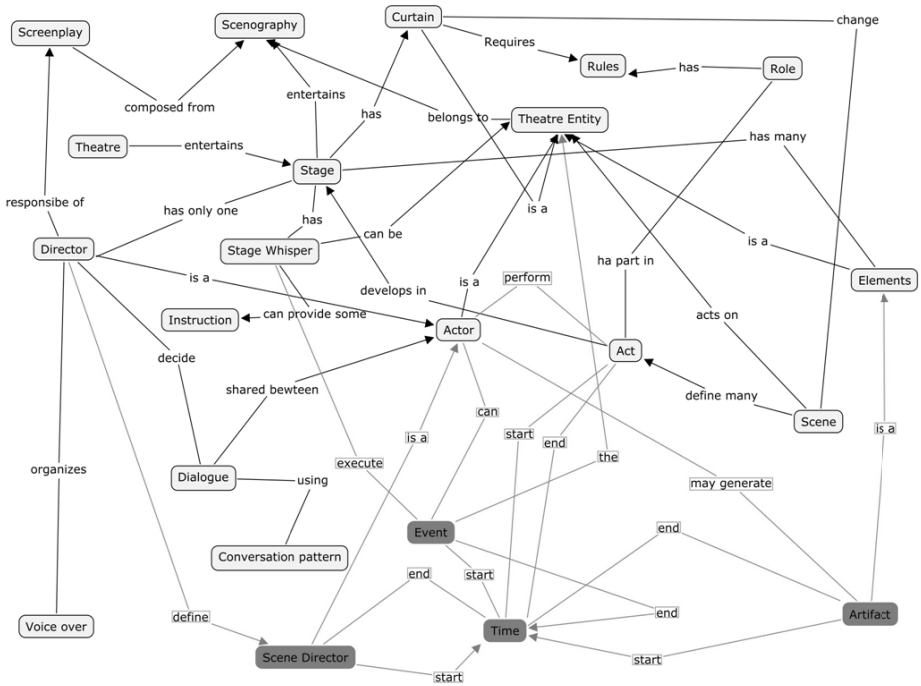 Curtain
Screenplay
Scenography
change
Requires
Rules
has
Role
composed from
entertains
has
belongs to
Theatre Entity
has many
Theatre
entertains
Stage
responsibe of
has only one
has
is a
can be
Director
Stage Whisper
is a
ha part in
is a
perform
is a
Elements
develops in
Instruction
can provide some
Actor
acts on
Act
decide
shared bewteen
define many
can
Scene
is a
start
end
is a
the
execute
organizes
Dialogue
using
may generate
Event
end
Conversation pattern
end
start
define
end
Artifact
Voice over
Time
Scene Director
start
start